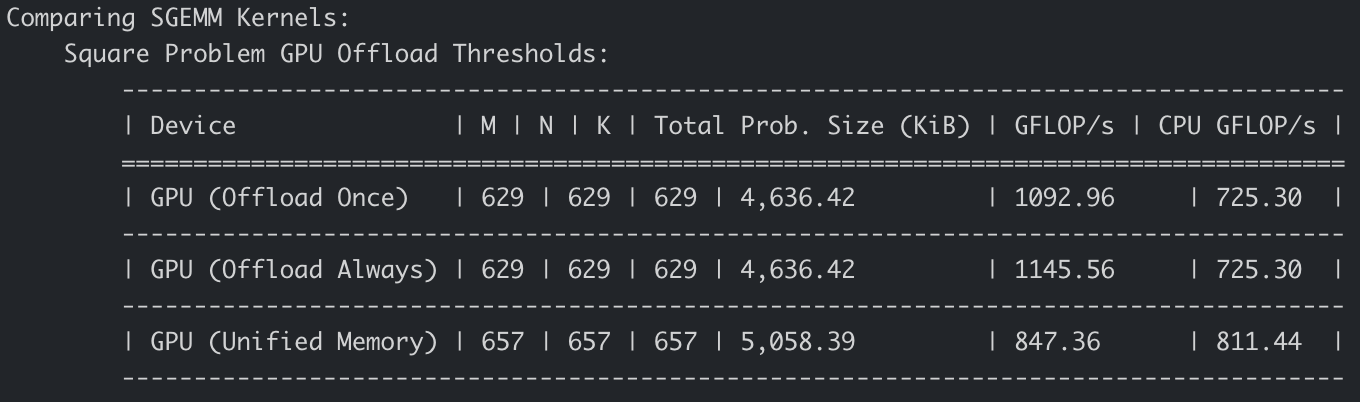 Comparing SGEMM Kernels:
    Square Problem GPU Offload Thresholds:
        -------------------------------------------------------------------------------------
        | Device               | M | N | K | Total Prob. Size (KiB) | GFLOP/s | CPU GFLOP/s |
        =====================================================================================
        | GPU (Offload Once)   | 629 | 629 | 629 | 4,636.42         | 1092.96     | 725.30  |
        -------------------------------------------------------------------------------------
        | GPU (Offload Always) | 629 | 629 | 629 | 4,636.42         | 1145.56     | 725.30  |
        -------------------------------------------------------------------------------------
        | GPU (Unified Memory) | 657 | 657 | 657 | 5,058.39         | 847.36      | 811.44  |
        -------------------------------------------------------------------------------------